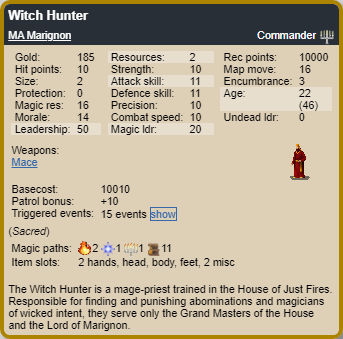 Witch Hunter
MA Marignon Commander
Gold: 185 Resources: 2 Rec points: 10000
Hit points: 10 Strength: 10 Map move: 16
Size: 2 Attack skill: 11 Encumbrance: 3
Protection: 0 Defence skill: 11 Age: 22
Magic res: 16 Precision: 10 (46)
Morale: 14 Combat speed: 10 Undead ldr: 0
Leadership: 50 Magic ldr: 20
Weapons:
Mace
Basecost: 10010
Patrol bonus: +10
Triggered events: 15 events show
(Sacred)
Magic paths: 2 1 1 11
Item slots: 2 hands, head, body, feet, 2 misc
The Witch Hunter is a mage-priest trained in the House of Just Fires.
Responsible for finding and punishing abominations and magicians
of wicked intent, they serve only the Grand Masters of the House
and the Lord of Marignon.